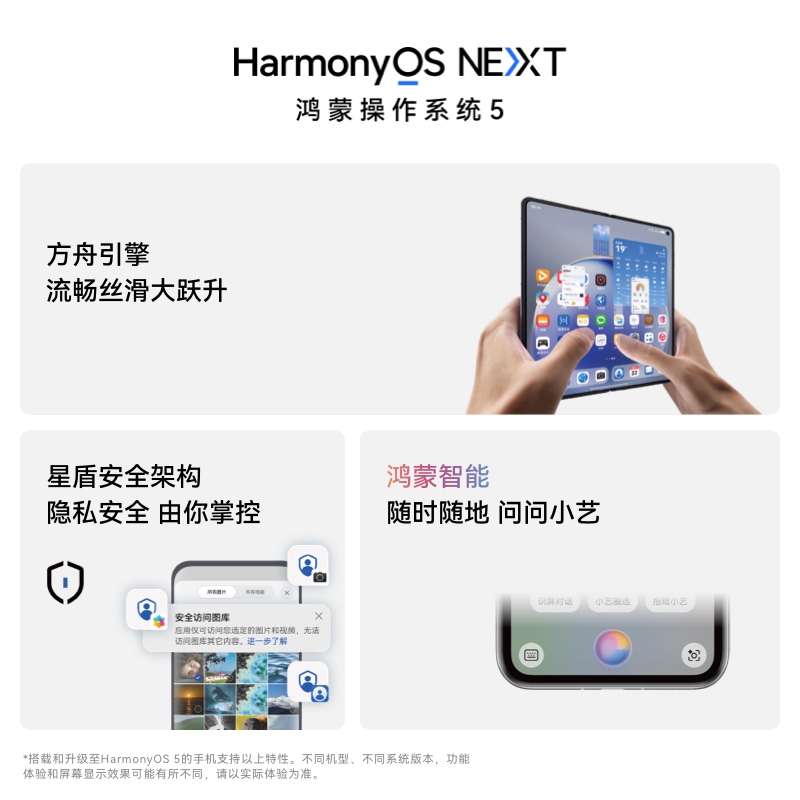 HarmonyOS NEXT
鸿蒙操作系统5
方舟引擎
流畅丝滑大跃升
19°
星盾安全架构
隐私安全 由你掌控
所有图片
所有相册
安全访问图库
应用仅可访问您选定的图片和视频，无法
访问图库其它内容。进一步了解
鸿蒙智能
随时随地 问问小艺
识屏对话
小艺圈选
拖给小艺
*搭载和升级至HarmonyOS 5的手机支持以上特性。不同机型、不同系统版本，功能
体验和屏幕显示效果可能有所不同，请以实际体验为准。